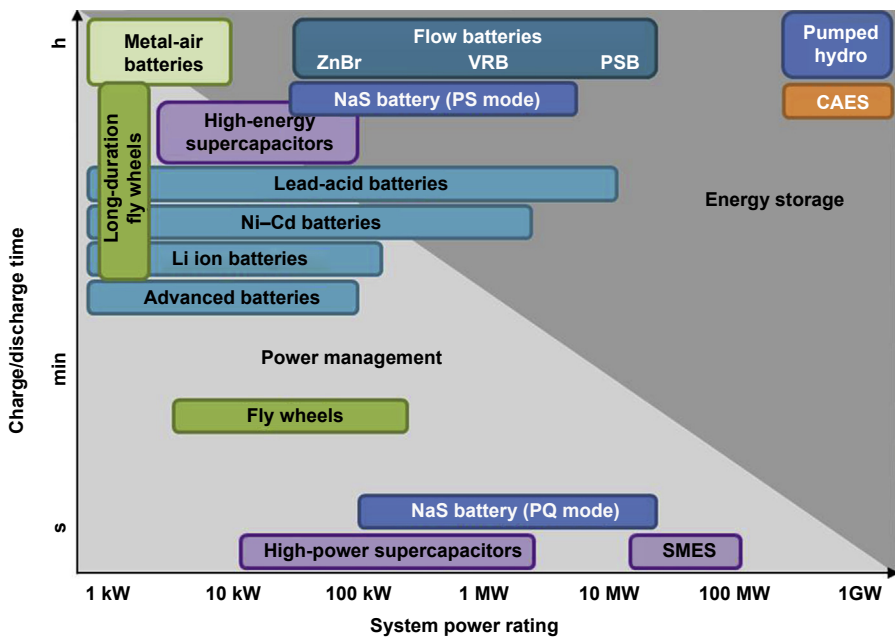 h
Metal-air
batteries
Flow batteries
ZnBr VRB PSB
Pumped
hydro
NaS battery (PS mode)
CAES
High-energy
supercapacitors
Long-duration
fly wheels
Lead-acid batteries
Energy storage
Ni–Cd batteries
Li ion batteries
Advanced batteries
Charge/discharge time
min
Power management
Fly wheels
NaS battery (PQ mode)
s
High-power supercapacitors
SMES
1 kW 10 kW 100 kW 1 MW 10 MW 100 MW 1GW
System power rating